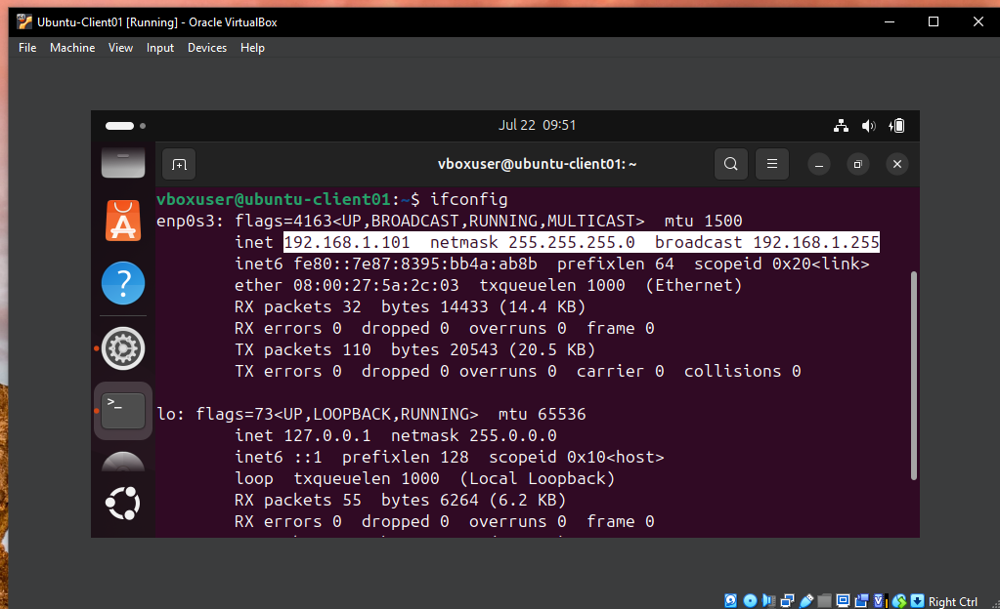 Ubuntu-Client01 [Running] - Oracle VirtualBox
File Machine View Input Devices Help
Jul 22 09:51
vboxuser@ubuntu-client01: ~
vboxuser@ubuntu-client01:~$ ifconfig
enp0s3: flags=4163<UP,BROADCAST,RUNNING,MULTICAST> mtu 1500
inet 192.168.1.101 netmask 255.255.255.0 broadcast 192.168.1.255
inet6 fe80::7e87:8395:bb4a:ab8b prefixlen 64 scopeid 0x20<link>
ether 08:00:27:5a:2c:03 txqueuelen 1000 (Ethernet)
RX packets 32 bytes 14433 (14.4 KB)
RX errors 0 dropped 0 overruns 0 frame 0
TX packets 110 bytes 20543 (20.5 KB)
TX errors 0 dropped 0 overruns 0 carrier 0 collisions 0
lo: flags=73<UP,LOOPBACK,RUNNING> mtu 65536
inet 127.0.0.1 netmask 255.0.0.0
inet6 ::1 prefixlen 128 scopeid 0x10<host>
loop txqueuelen 1000 (Local Loopback)
RX packets 55 bytes 6264 (6.2 KB)
RX errors 0 dropped 0 overruns 0 frame 0
Right Ctrl